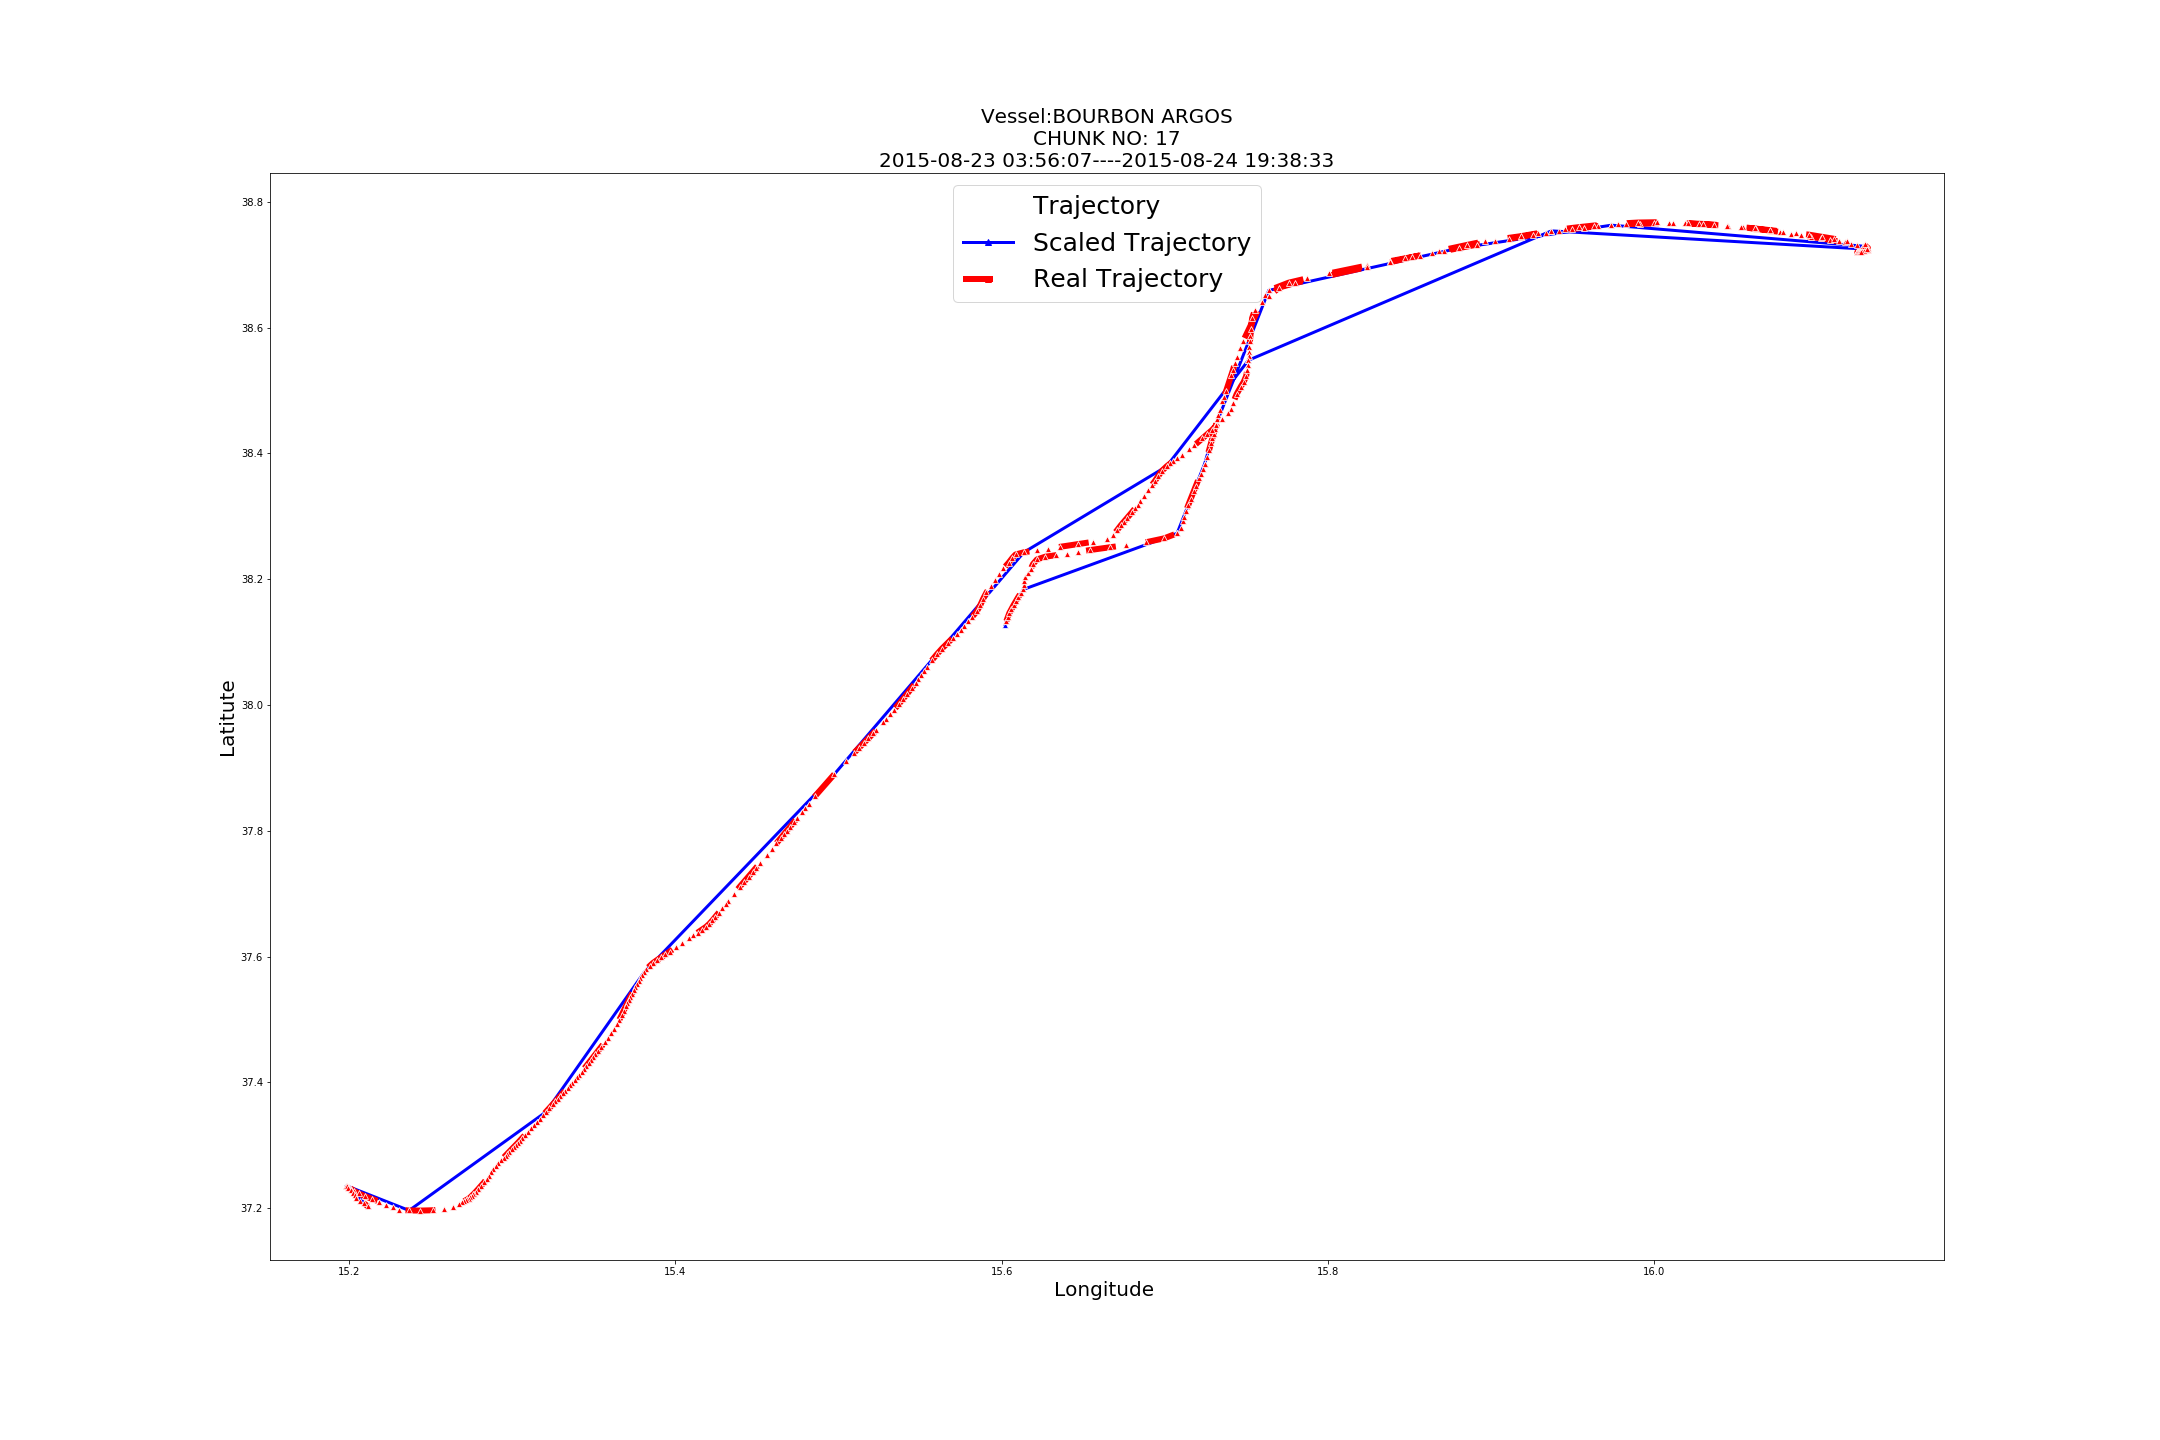 Vessel:BOURBON ARGOS
CHUNK NO: 17
2015-08-23 03:56:07----2015-08-24 19:38:33
Trajectory
Scaled Trajectory
Real Trajectory
38.8
38.6
38.4
38.2
38.0
37.8
37.6
37.4
37.2
Latitute
15.2
15.4
15.6
15.8
16.0
Longitude